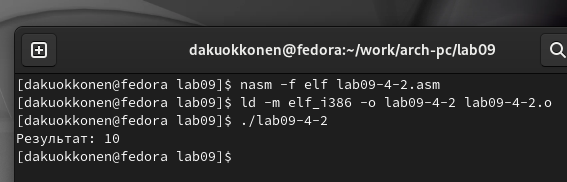 dakuokkonen@fedora:~/work/arch-pc/lab09
[dakuokkonen@fedora lab09]$ nasm -f elf lab09-4-2.asm
[dakuokkonen@fedora lab09]$ ld -m elf_i386 -o lab09-4-2 lab09-4-2.o
[dakuokkonen@fedora lab09]$ ./lab09-4-2
Результат: 10
[dakuokkonen@fedora lab09]$